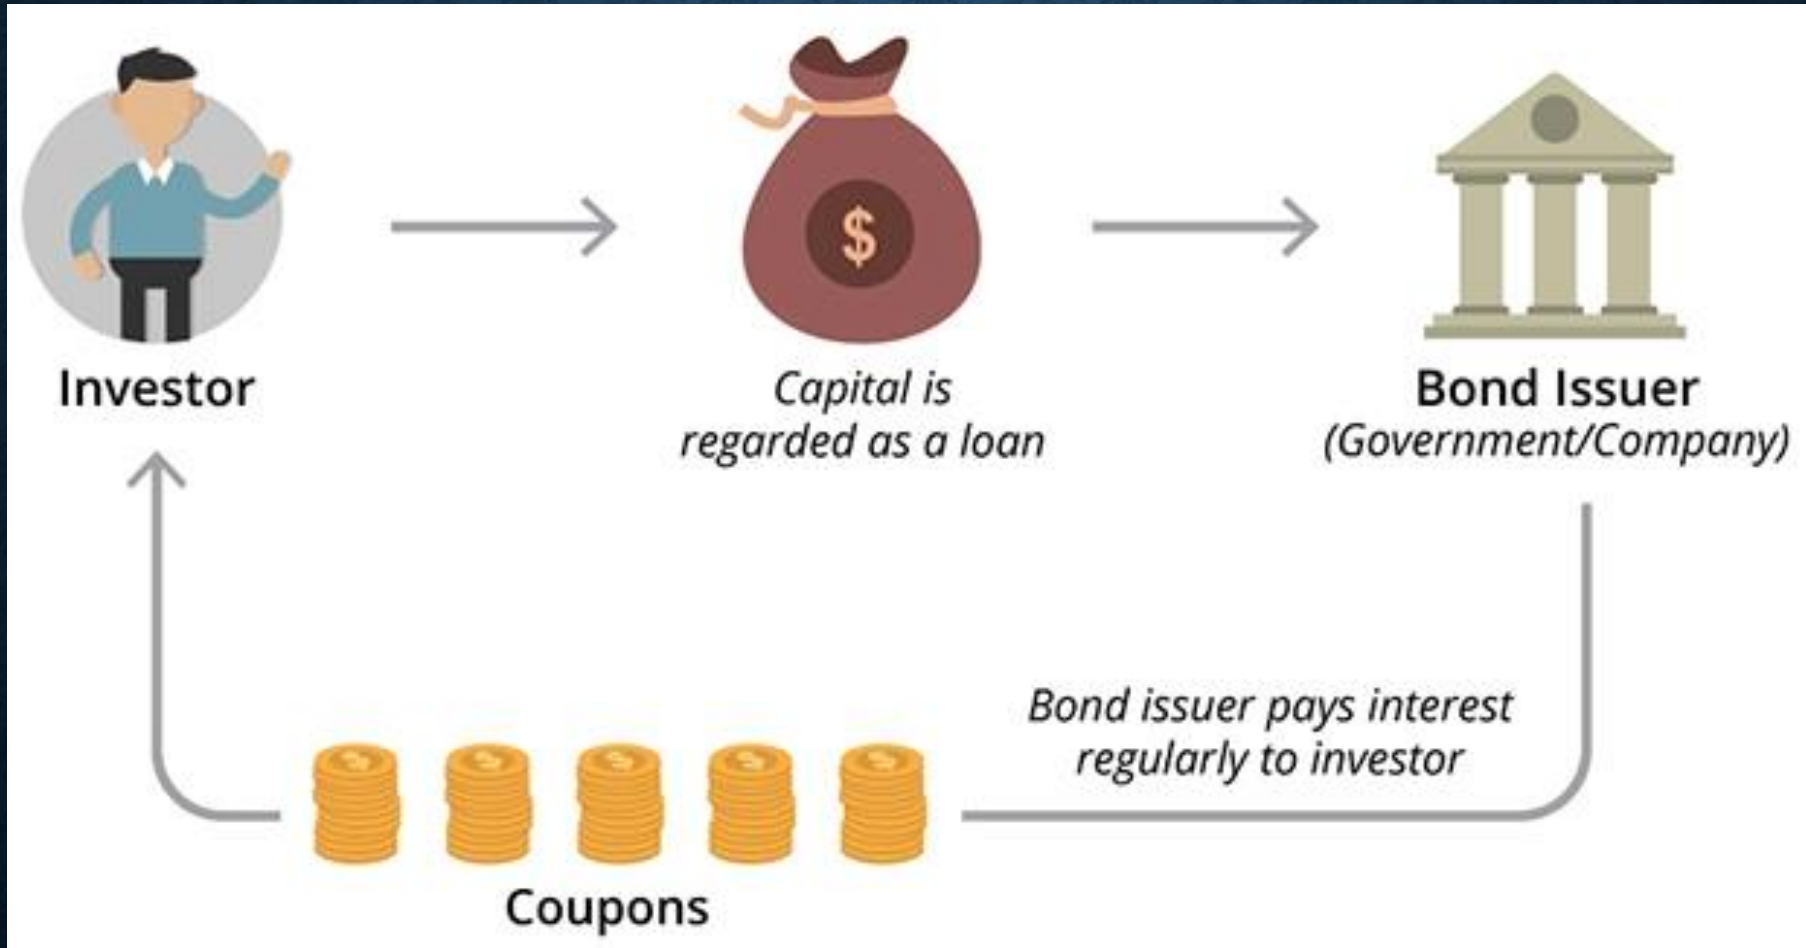 $
Investor
Capital is
regarded as a loan
Bond Issuer
(Government/Company)
Bond issuer pays interest
regularly to investor
$ $ $ $ $
Coupons